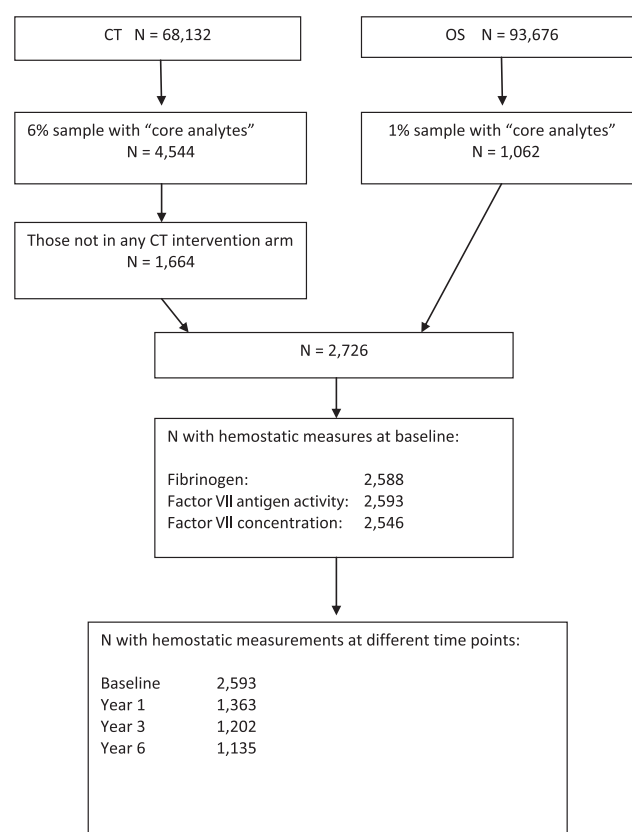 CT N = 68,132
OS N = 93,676
6% sample with “core analytes”
N = 4,544
1% sample with “core analytes”
N = 1,062
Those not in any CT intervention arm
N = 1,664
N = 2,726
N with hemostatic measures at baseline:
Fibrinogen: 2,588
Factor VII antigen activity: 2,593
Factor VII concentration: 2,546
N with hemostatic measurements at different time points:
Baseline 2,593
Year 1 1,363
Year 3 1,202
Year 6 1,135